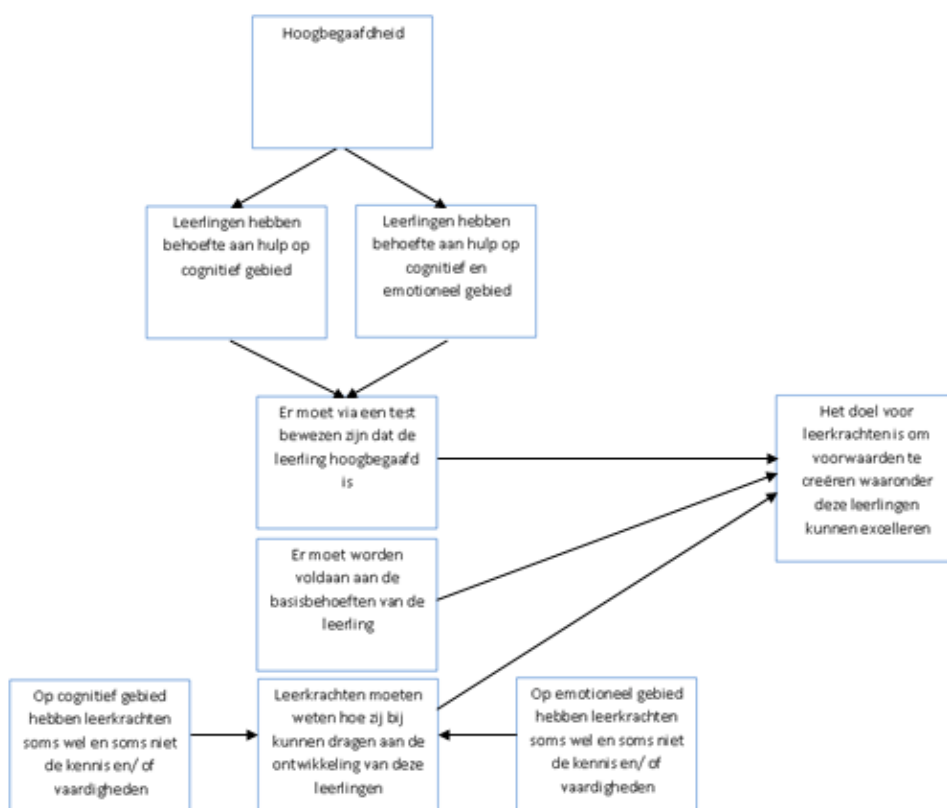 Hoogbegaafdheid
Leerlingen hebben
behoefte aan hulp op
cognitief gebied
Leerlingen hebben
behoefte aan hulp op
cognitief en
emotioneel gebied
Er moet via een test
bewezen zijn dat de
leerling hoogbegaafd
is
Het doel voor
leerkrachten is om
voorwaarden te
creëren waaronder
deze leerlingen
kunnen excelleren
Er moet worden
voldaan aan de
basisbehoeften van de
leerling
Op cognitief gebied
hebben leerkrachten
soms wel en soms niet
de kennis en/ of
vaardigheden
Leerkrachten moeten
weten hoe zij bij
kunnen dragen aan de
ontwikkeling van deze
leerlingen
Op emotioneel gebied
hebben leerkrachten
soms wel en soms niet
de kennis en/ of
vaardigheden